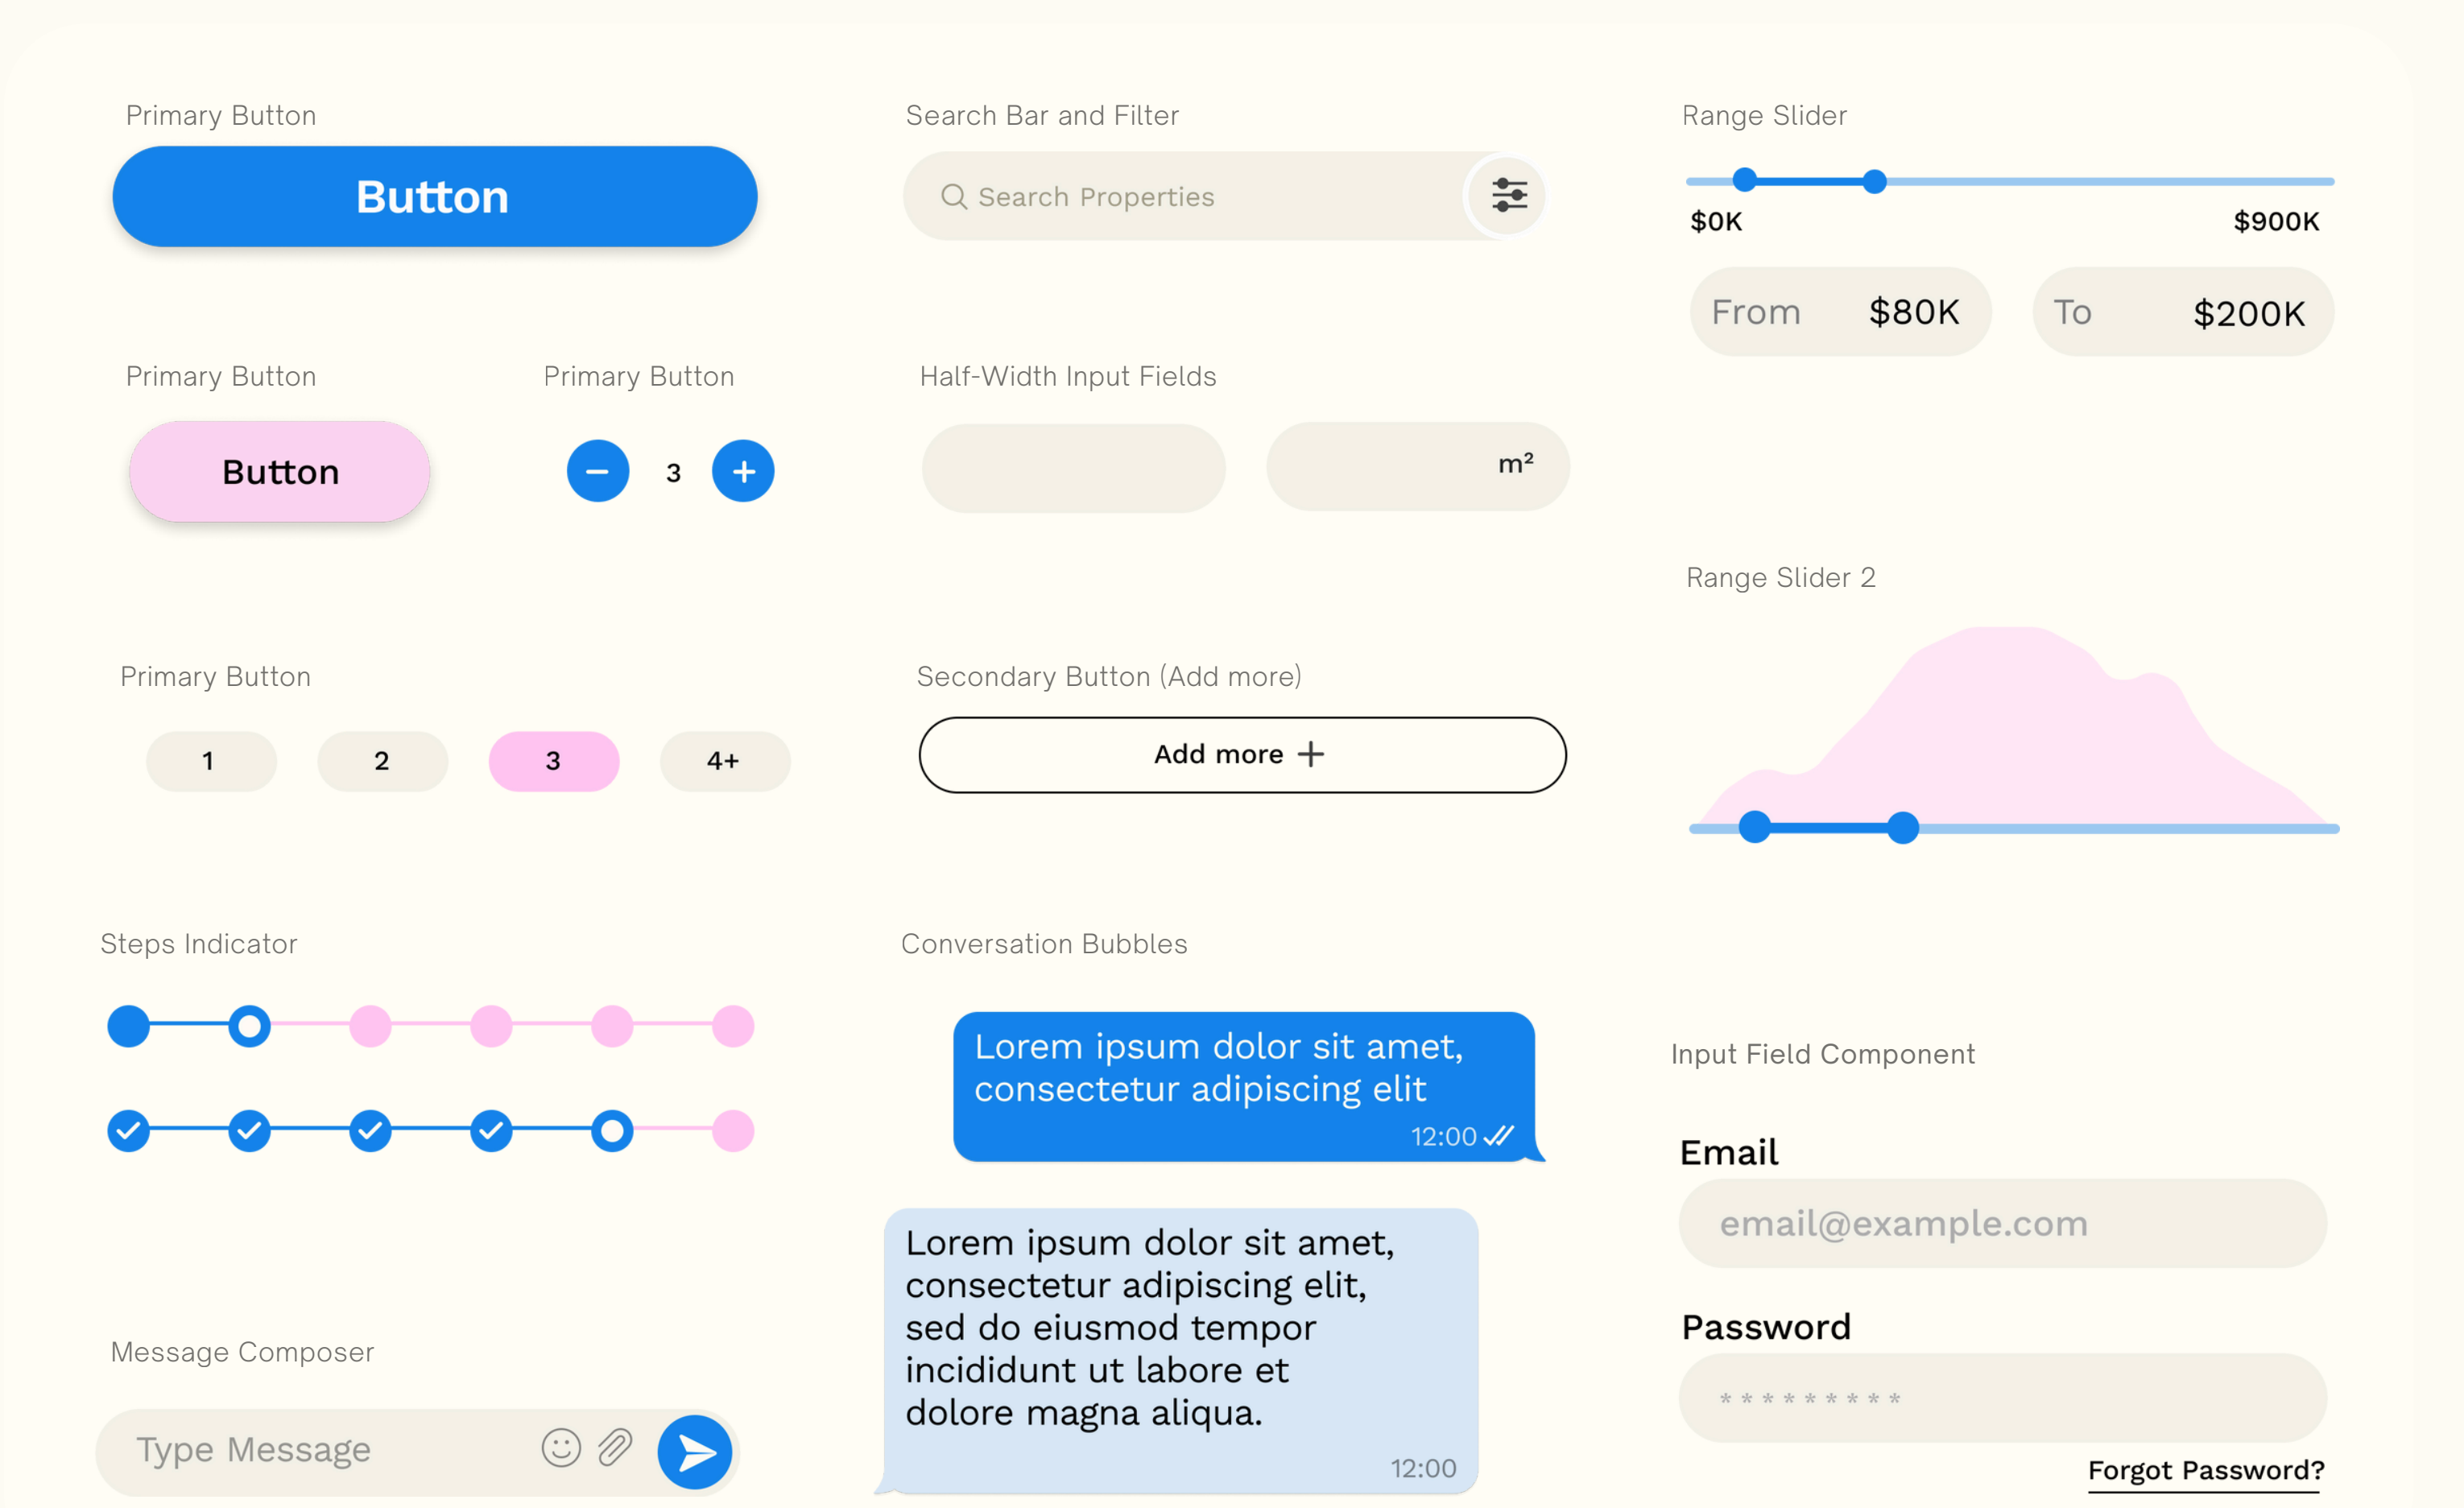 Primary Button
Button
Search Bar and Filter
Search Properties
Range Slider
$0K
$900K
From $80K
To $200K
Primary Button
Button
Primary Button
3
Half-Width Input Fields
m²
Range Slider 2
Primary Button
1
2
3
4+
Secondary Button (Add more)
Add more +
Steps Indicator
Conversation Bubbles
Lorem ipsum dolor sit amet,
consectetur adipiscing elit
12:00
Lorem ipsum dolor sit amet,
consectetur adipiscing elit,
sed do eiusmod tempor
incididunt ut labore et
dolore magna aliqua.
12:00
Message Composer
Type Message
Input Field Component
Email
email@example.com
Password
*********
Forgot Password?